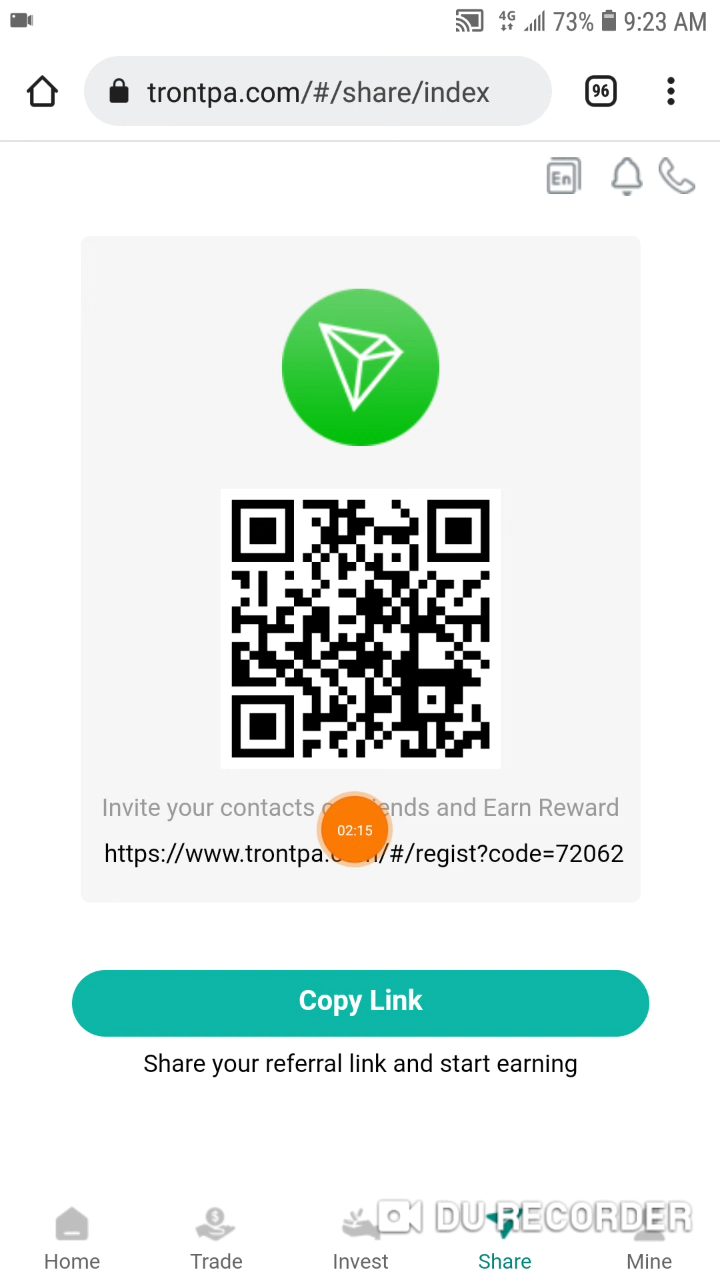 4G 73% 9:23 AM
trontpa.com/#/share/index
96
En
Invite your contacts ends and Earn Reward
02:15
https://www.trontpa. /#/regist?code=72062
Copy Link
Share your referral link and start earning
DU RECORDER
Home Trade Invest Share Mine